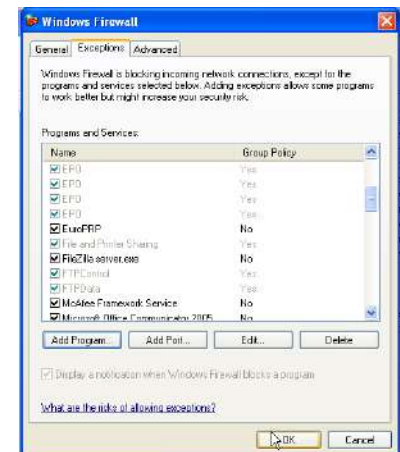 Windows Firewall
General Exceptions Advanced
Windows Firewall is blocking incoming network connections, except for the
programs and services selected below. Adding exceptions allows some programs
to work better but might increase your security risk.
Programs and Services:
Name Group Policy
EPO Yes
EPO Yes
EPO Yes
EPO Yes
EuroPRP No
File and Printer Sharing Yes
FileZilla server.exe No
FTPControl Yes
FTPData Yes
McAfee Framework Service No
Microsoft Office Communicator 2005 No
Add Program... Add Port... Edit... Delete
Display a notification when Windows Firewall blocks a program
What are the risks of allowing exceptions?
OK Cancel